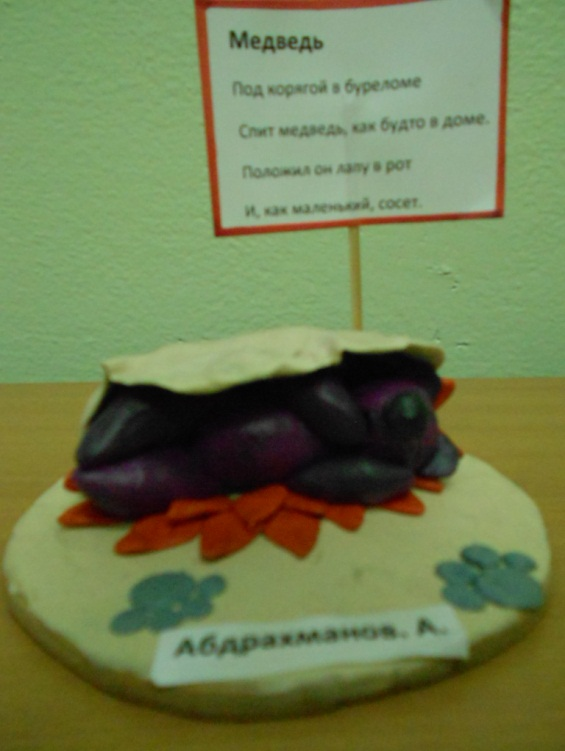 Медведь
Под корягой в буреломе
Спит медведь, как будто в доме.
Положил он лапу в рот
И, как маленький, сосет.
Абдрахманов. А.